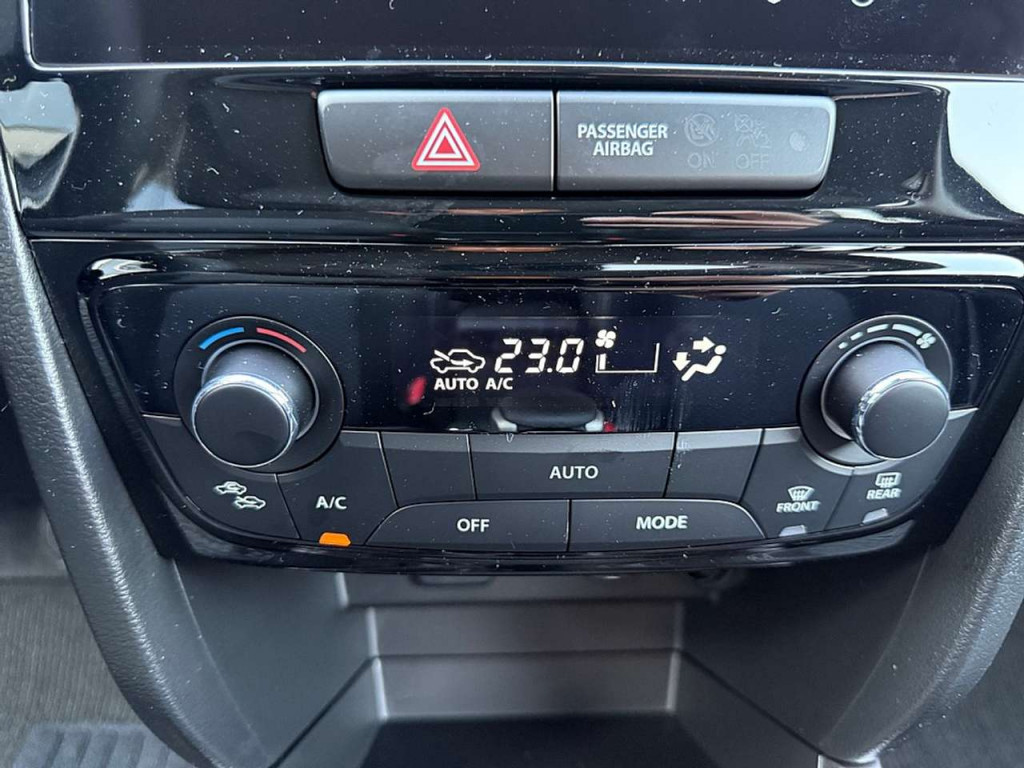 PASSENGER
AIRBAG
ON OFF
23.0
AUTO A/C
AUTO
A/C
OFF
MODE
FRONT
REAR